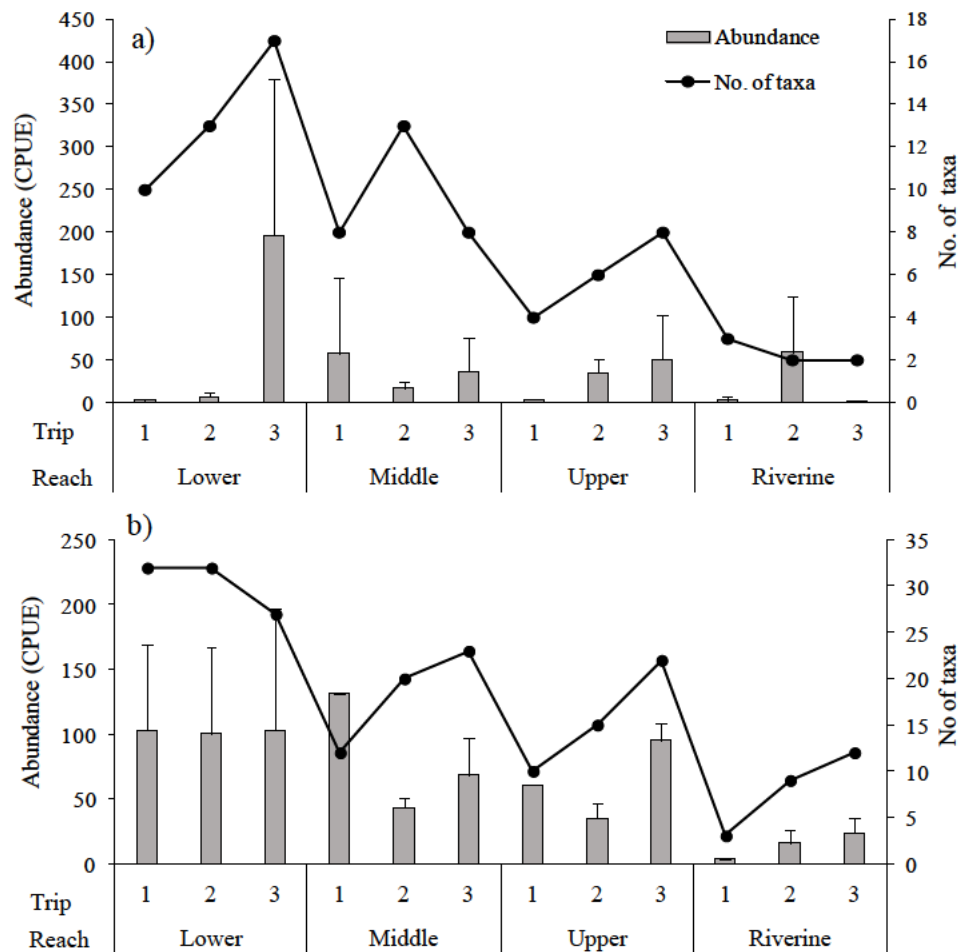 a)
Abundance
No. of taxa
450
400
350
300
250
200
150
100
50
0
Abundance (CPUE)
18
16
14
12
10
8
6
4
2
0
No. of taxa
Trip 1 2 3 1 2 3 1 2 3 1 2 3
Reach Lower Middle Upper Riverine
b)
250
200
150
100
50
0
Abundance (CPUE)
35
30
25
20
15
10
5
0
No of taxa
Trip 1 2 3 1 2 3 1 2 3 1 2 3
Reach Lower Middle Upper Riverine